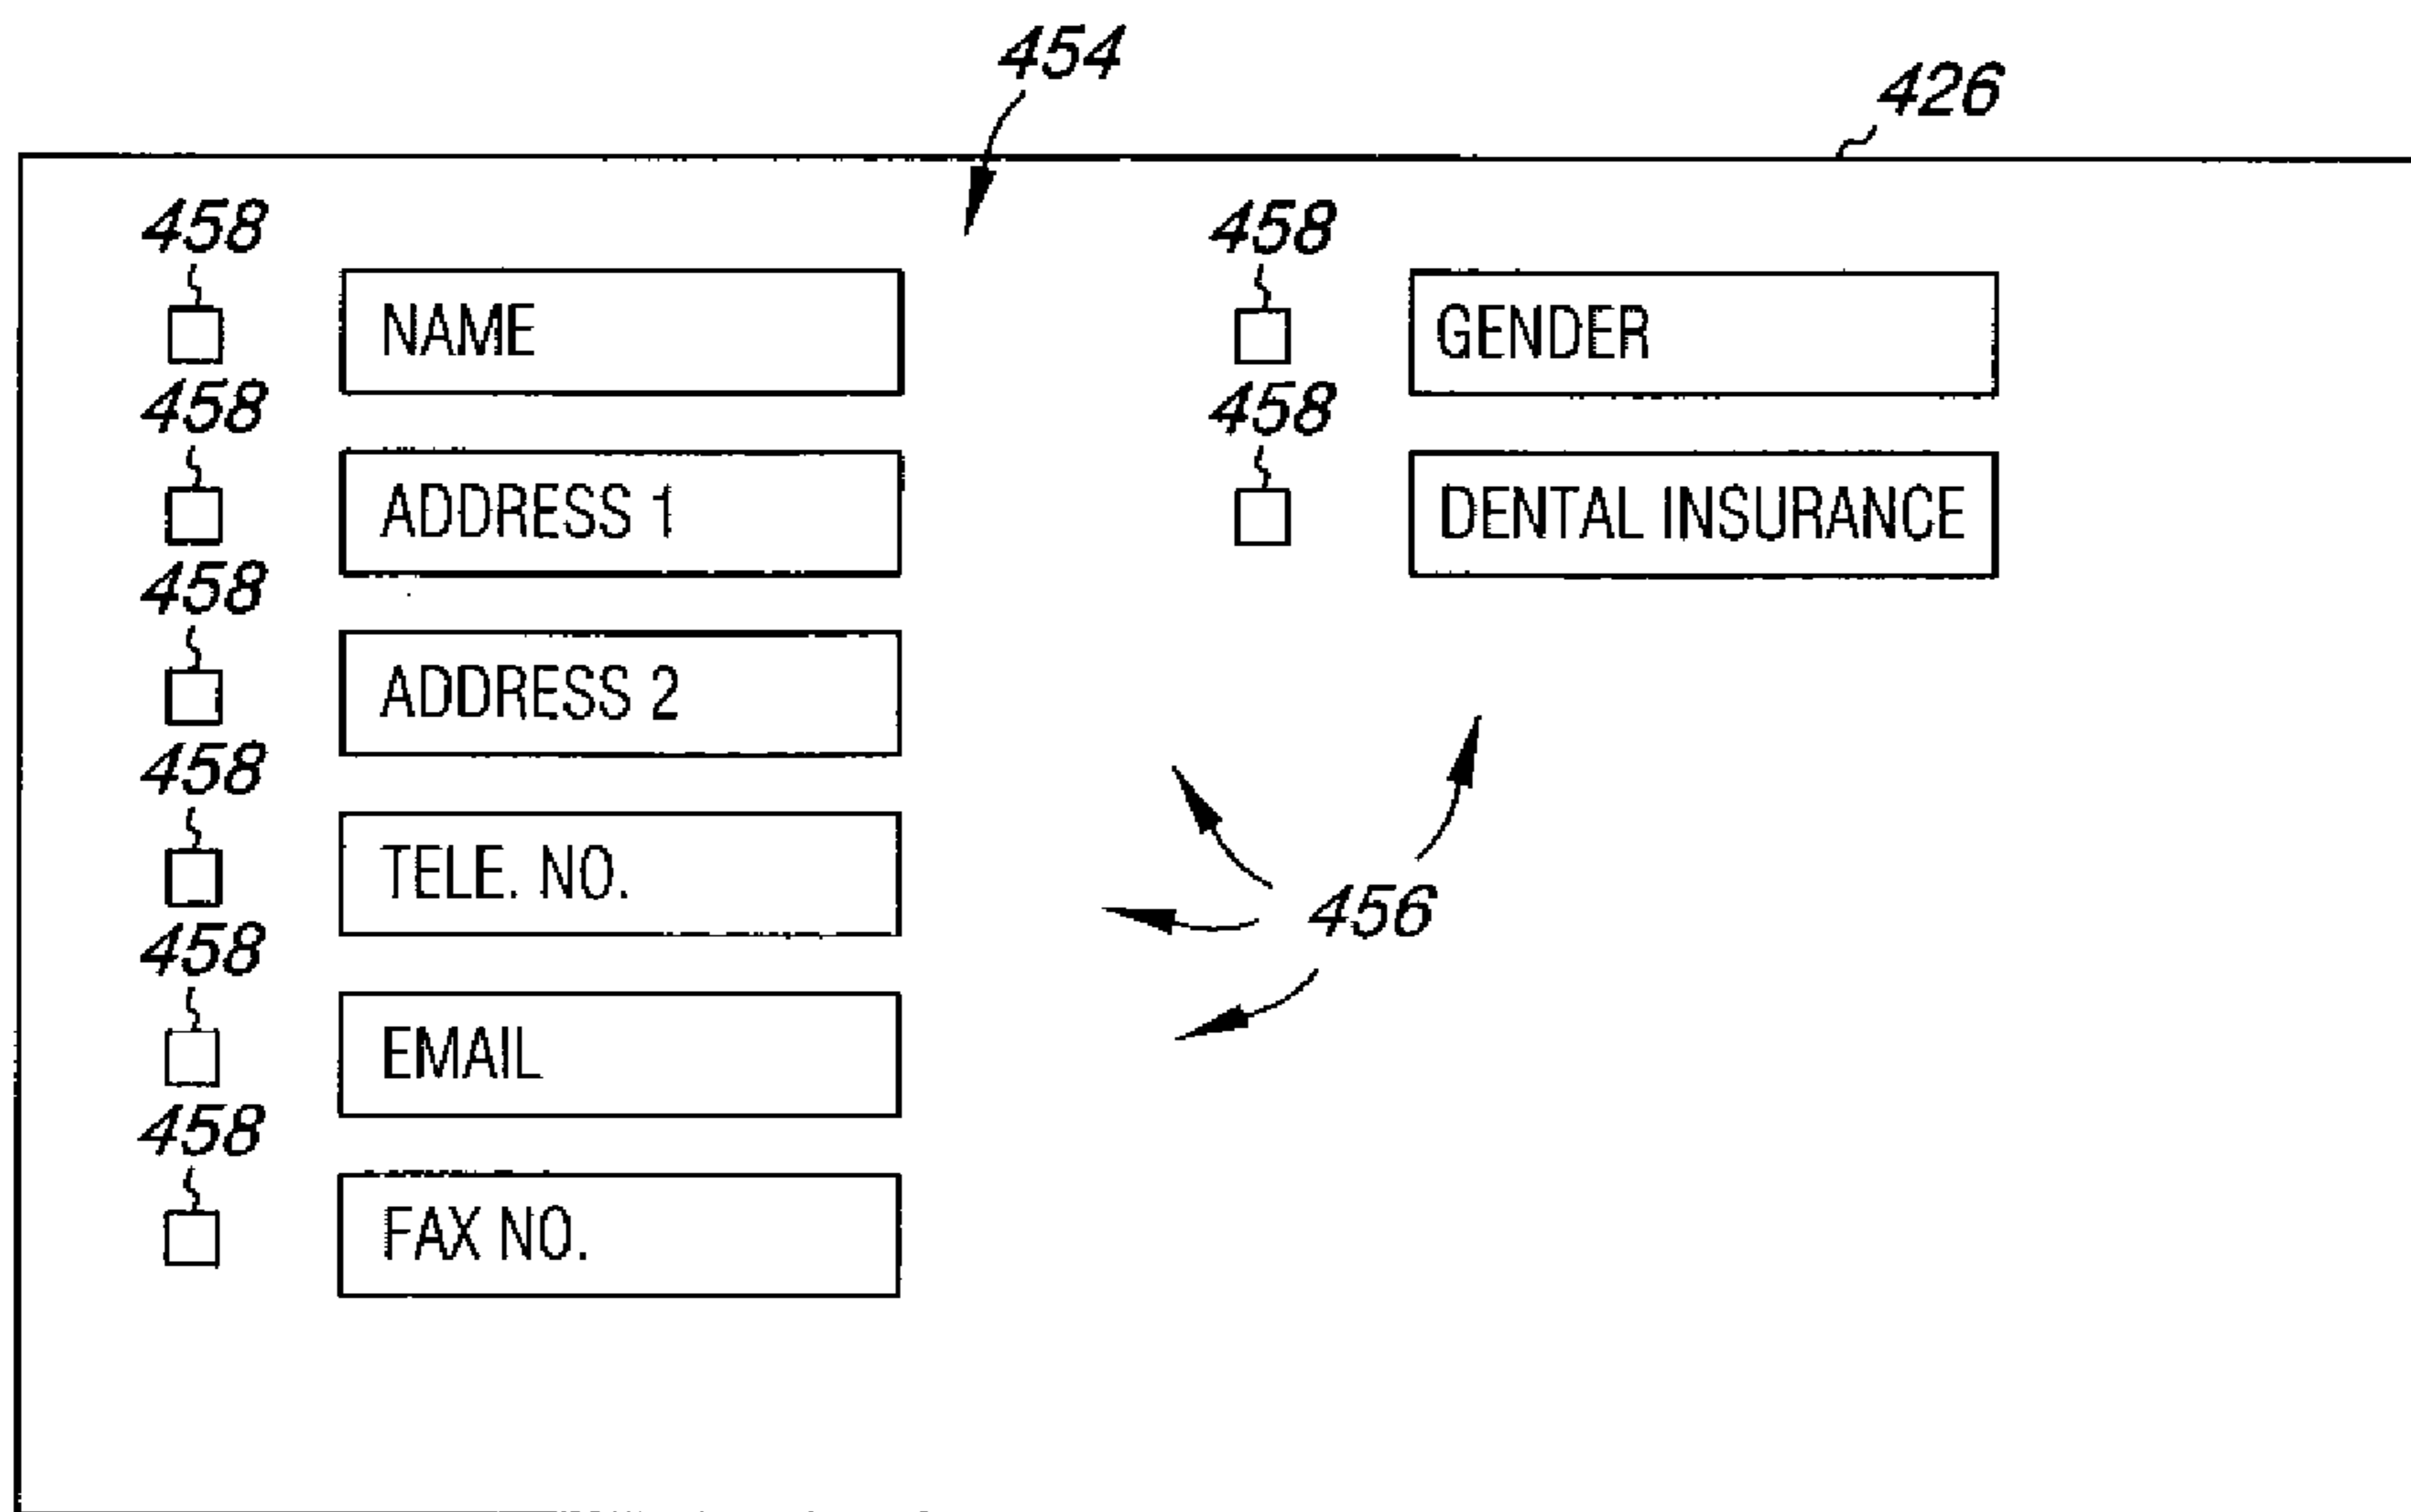 454
426
458 458
NAME GENDER
458 458
ADDRESS 1 DENTAL INSURANCE
458
ADDRESS 2
458
TELE. NO.
456
458
EMAIL
458
FAX NO.